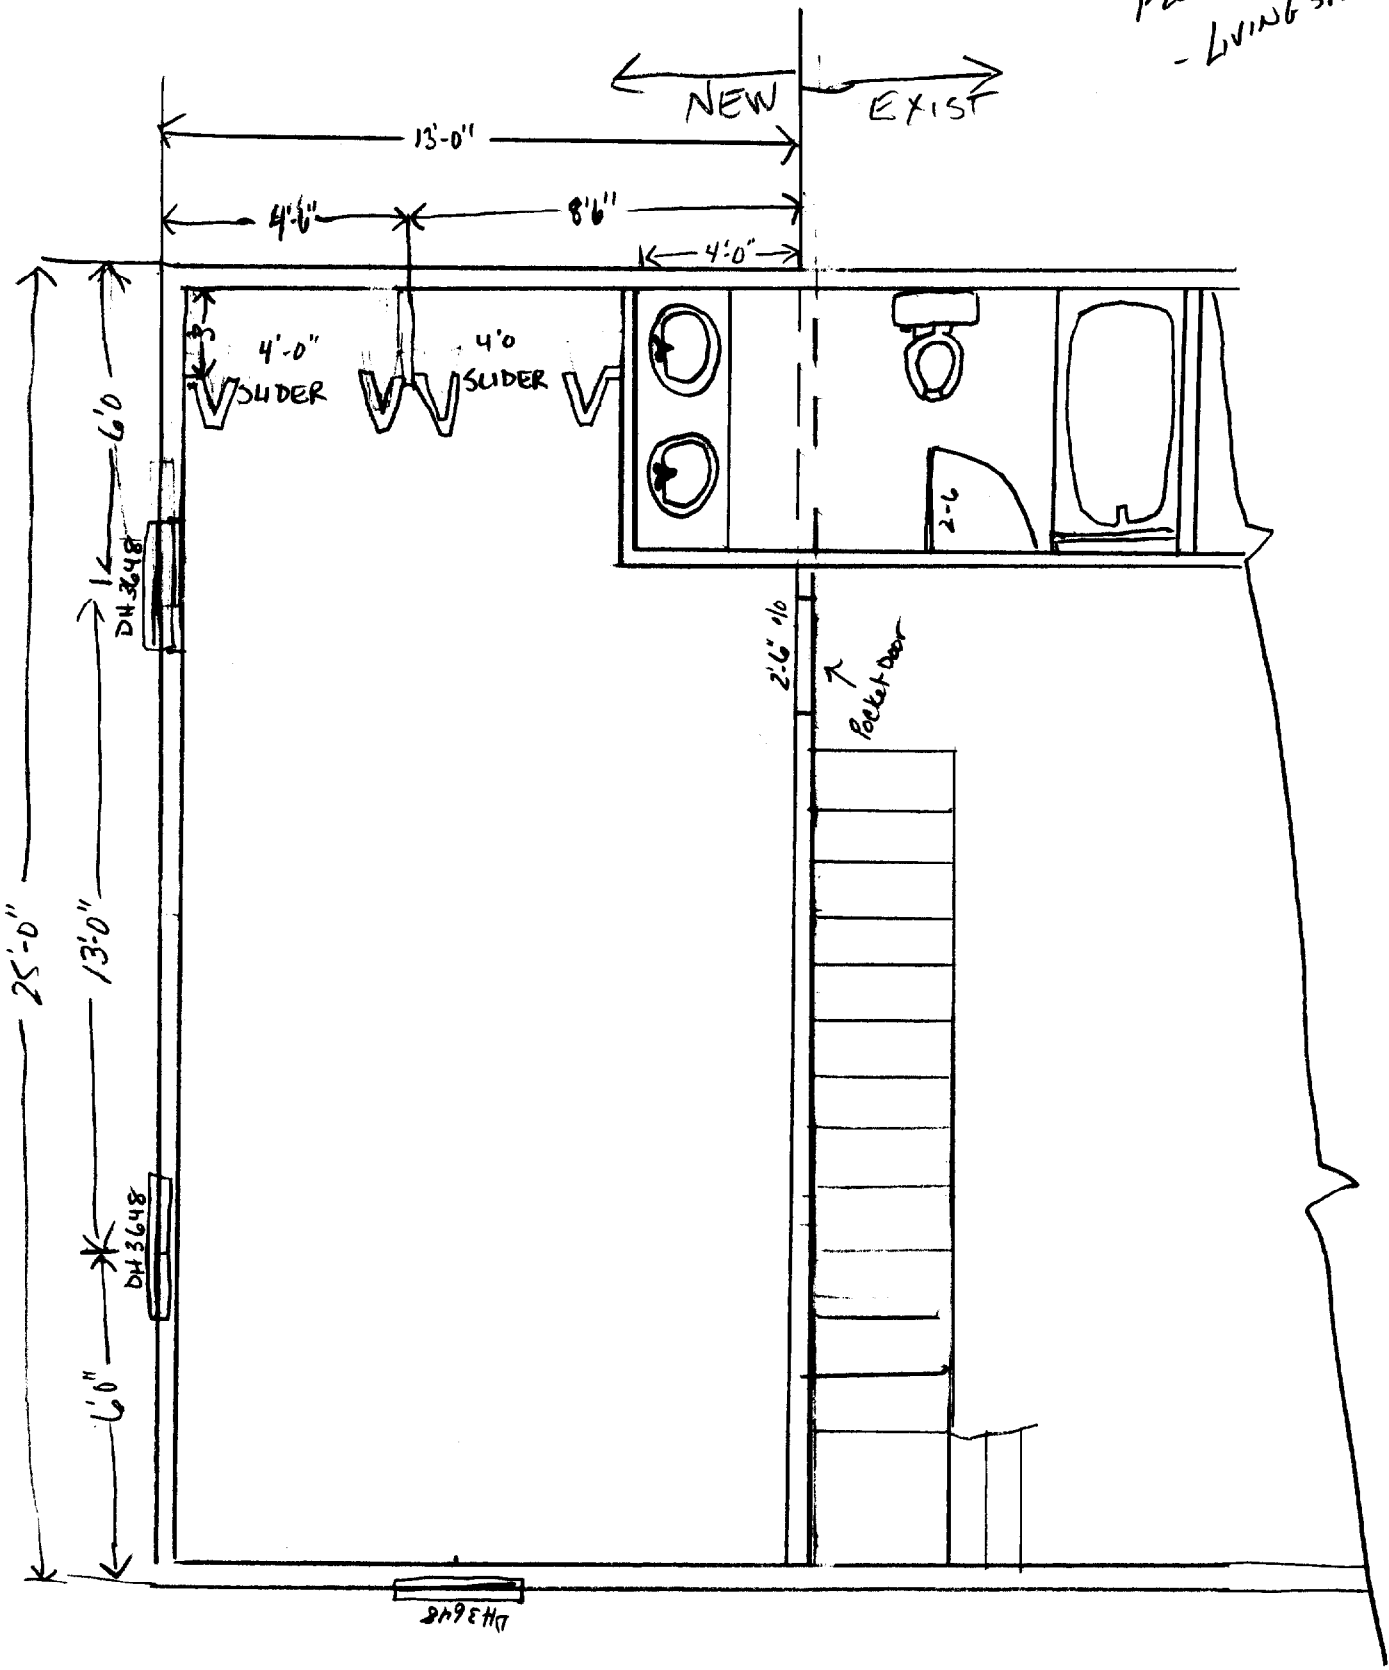 - LIVING
NEW
EXIST
13'-0"
4'-6"
8'6"
4'-0"
3'
4'-0"
SLIDER
4'0
SLIDER
6'0
DH3648
2-6
2'-6" 
Pocket Door
25'-0"
13'-0"
DH3648
6'0"
DH3648